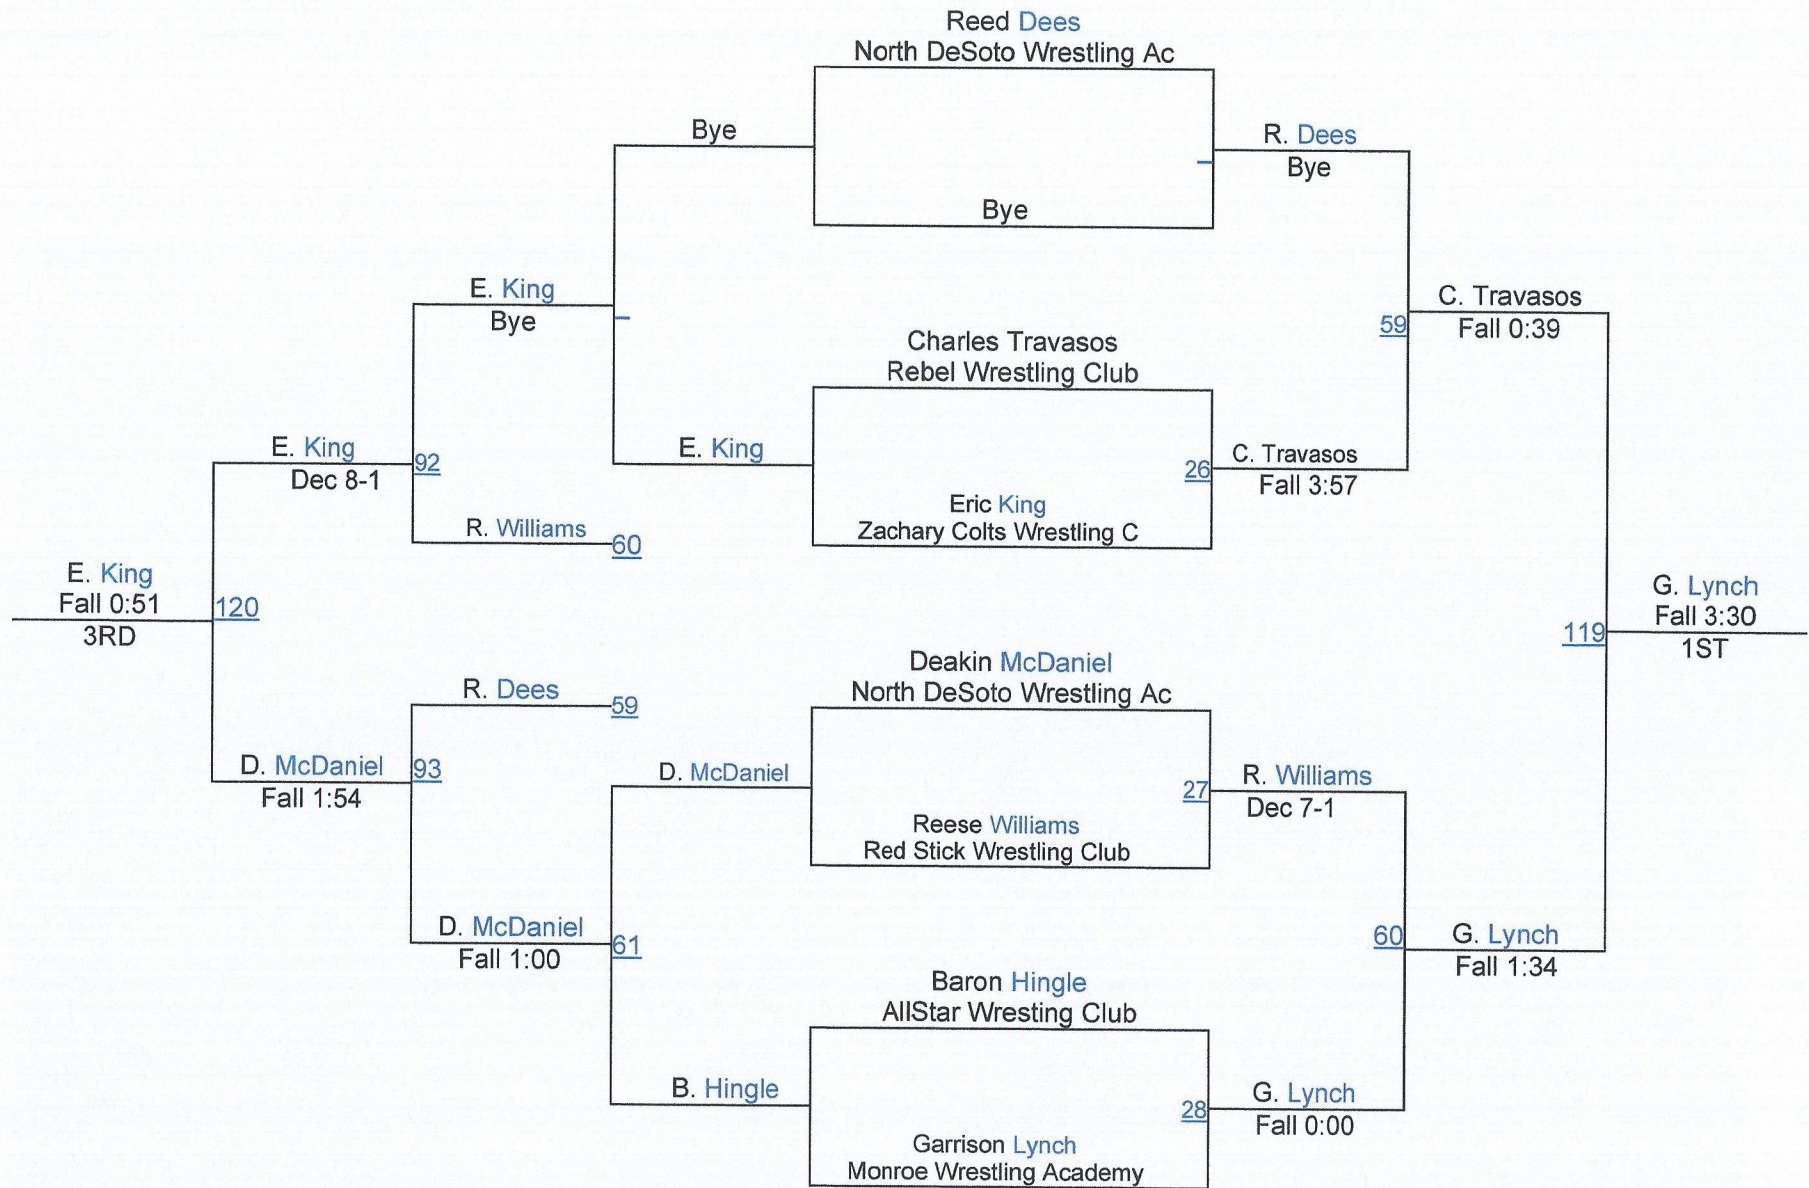 Reed Dees
North DeSoto Wrestling Ac
Bye
R. Dees
Bye
Bye
E. King
Bye
C. Travasos
59
Fall 0:39
Charles Travasos
Rebel Wrestling Club
E. King
92
Dec 8-1
E. King
26
C. Travasos
Fall 3:57
Eric King
Zachary Colts Wrestling C
R. Williams
60
E. King
Fall 0:51
120
3RD
G. Lynch
Fall 3:30
119
1ST
Deakin McDaniel
North DeSoto Wrestling Ac
R. Dees
59
D. McDaniel
93
Fall 1:54
D. McDaniel
27
R. Williams
Dec 7-1
Reese Williams
Red Stick Wrestling Club
D. McDaniel
61
Fall 1:00
60
G. Lynch
Fall 1:34
Baron Hingle
AllStar Wresting Club
B. Hingle
28
G. Lynch
Fall 0:00
Garrison Lynch
Monroe Wrestling Academy